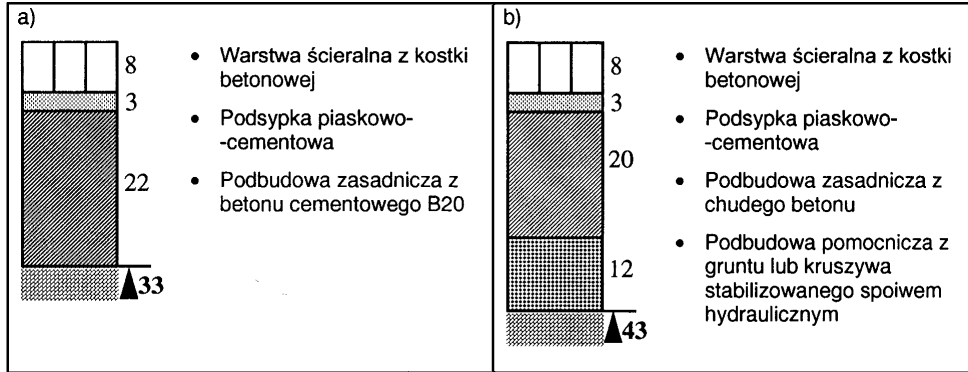 a)
8
3
22
33
• Warstwa ścieralna z kostki
betonowej
• Podsypka piaskowo-
-cementowa
• Podbudowa zasadnicza z
betonu cementowego B20
b)
8
3
20
12
43
• Warstwa ścieralna z kostki
betonowej
• Podsypka piaskowo-
-cementowa
• Podbudowa zasadnicza z
chudego betonu
• Podbudowa pomocnicza z
gruntu lub kruszywa
stabilizowanego spoiwem
hydraulicznym